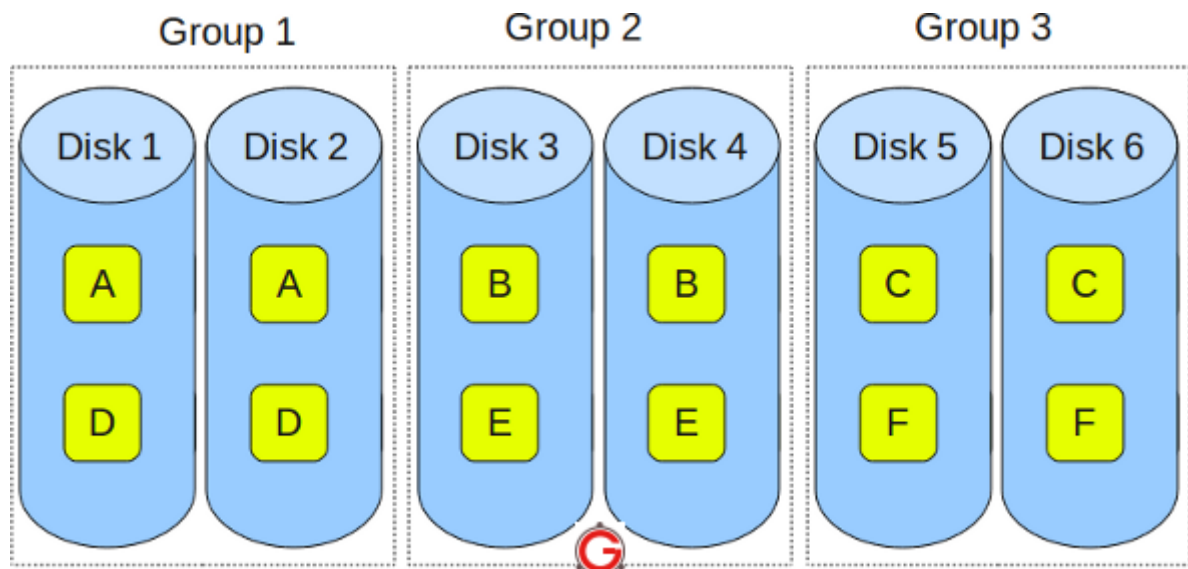 Group 1 Group 2 Group 3
Disk 1 Disk 2 Disk 3 Disk 4 Disk 5 Disk 6
A A B B C C
D D E E F F
G